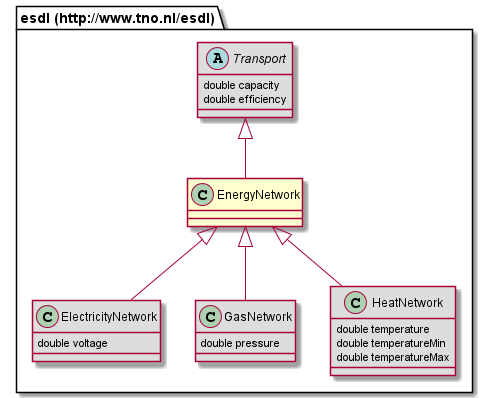 esdl (http://www.tno.nl/esdl)
A Transport
double capacity
double efficiency
C EnergyNetwork
C ElectricityNetwork
double voltage
C GasNetwork
double pressure
C HeatNetwork
double temperature
double temperatureMin
double temperatureMax